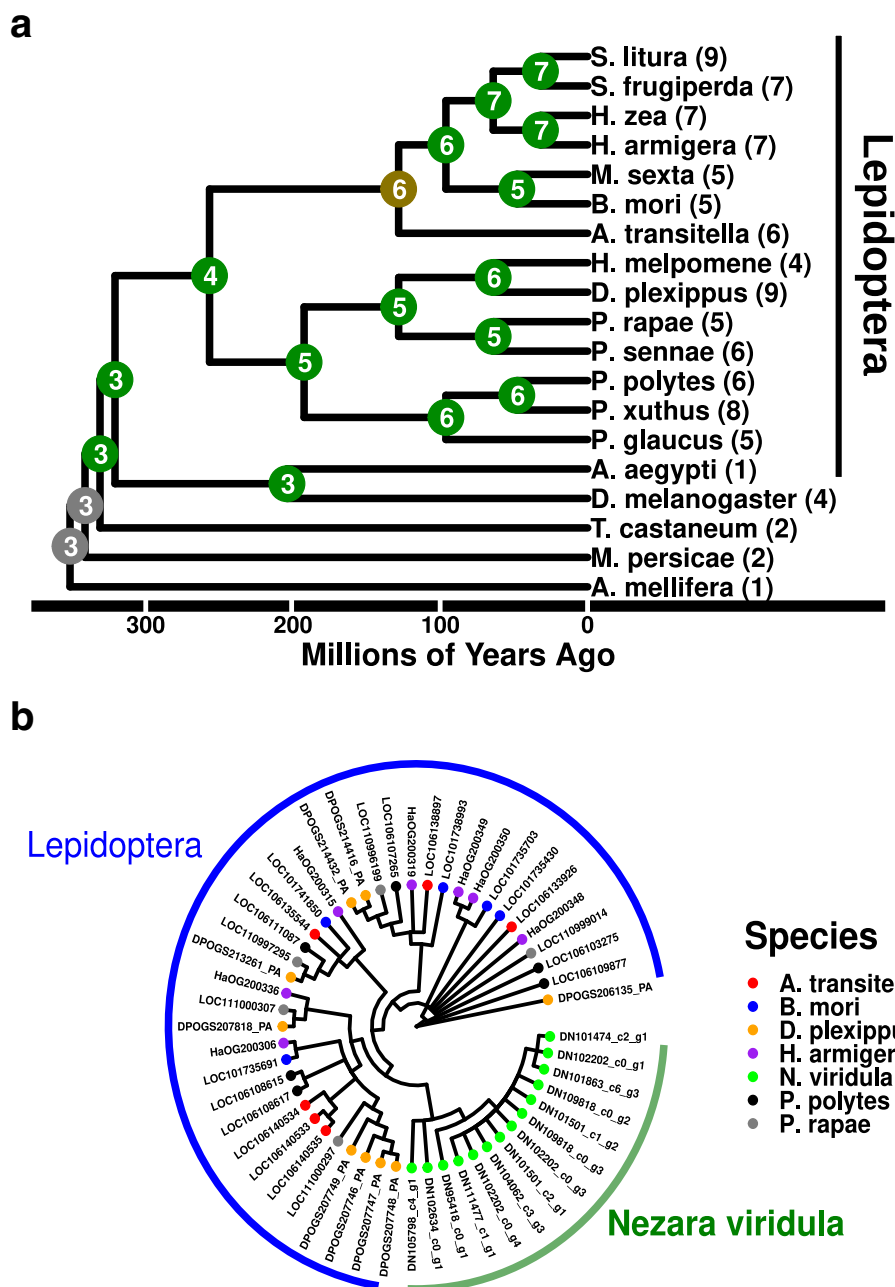 a
S. litura (9)
S. frugiperda (7)
H. zea (7)
H. armigera (7)
M. sexta (5)
B. mori (5)
A. transitella (6)
H. melpomene (4)
D. plexippus (9)
P. rapae (5)
P. sennae (6)
P. polytes (6)
P. xuthus (8)
P. glaucus (5)
A. aegypti (1)
D. melanogaster (4)
T. castaneum (2)
M. persicae (2)
A. mellifera (1)
Lepidoptera
7
7
7
6
5
6
4
6
5
5
5
6
6
3
3
3
3
3
300
200
100
0
Millions of Years Ago
b
Lepidoptera
DPOGS214432_PA
DPOGS214416_PA
LOC110996199
LOC106107265
HaOG200319
LOC106138897
LOC101738993
HaOG200349
HaOG200350
LOC101735703
LOC101735430
LOC106133926
HaOG200348
LOC110999014
LOC106103275
LOC106109877
DPOGS206135_PA
DN101474_c2_g1
DN102202_c0_g1
DN101863_c6_g3
DN109818_c0_g2
DN101501_c1_g2
DN109818_c0_g3
DN102202_c0_g3
DN101501_c2_g1
DN104062_c3_g3
DN102202_c0_g4
DN111477_c1_g1
DN95418_c0_g1
DN102634_c0_g1
DN105798_c4_g1
DPOGS207748_PA
DPOGS207747_PA
DPOGS207746_PA
DPOGS207749_PA
LOC111000297
LOC106140535
LOC106140533
LOC106140534
LOC106108617
LOC106108615
LOC101735691
HaOG200306
DPOGS207818_PA
LOC111000307
HaOG200336
DPOGS213261_PA
LOC110997295
LOC106111087
LOC106135544
LOC101741850
HaOG200315
Nezara viridula
Species
A. transite
B. mori
D. plexippu
H. armiger
N. viridula
P. polytes
P. rapae